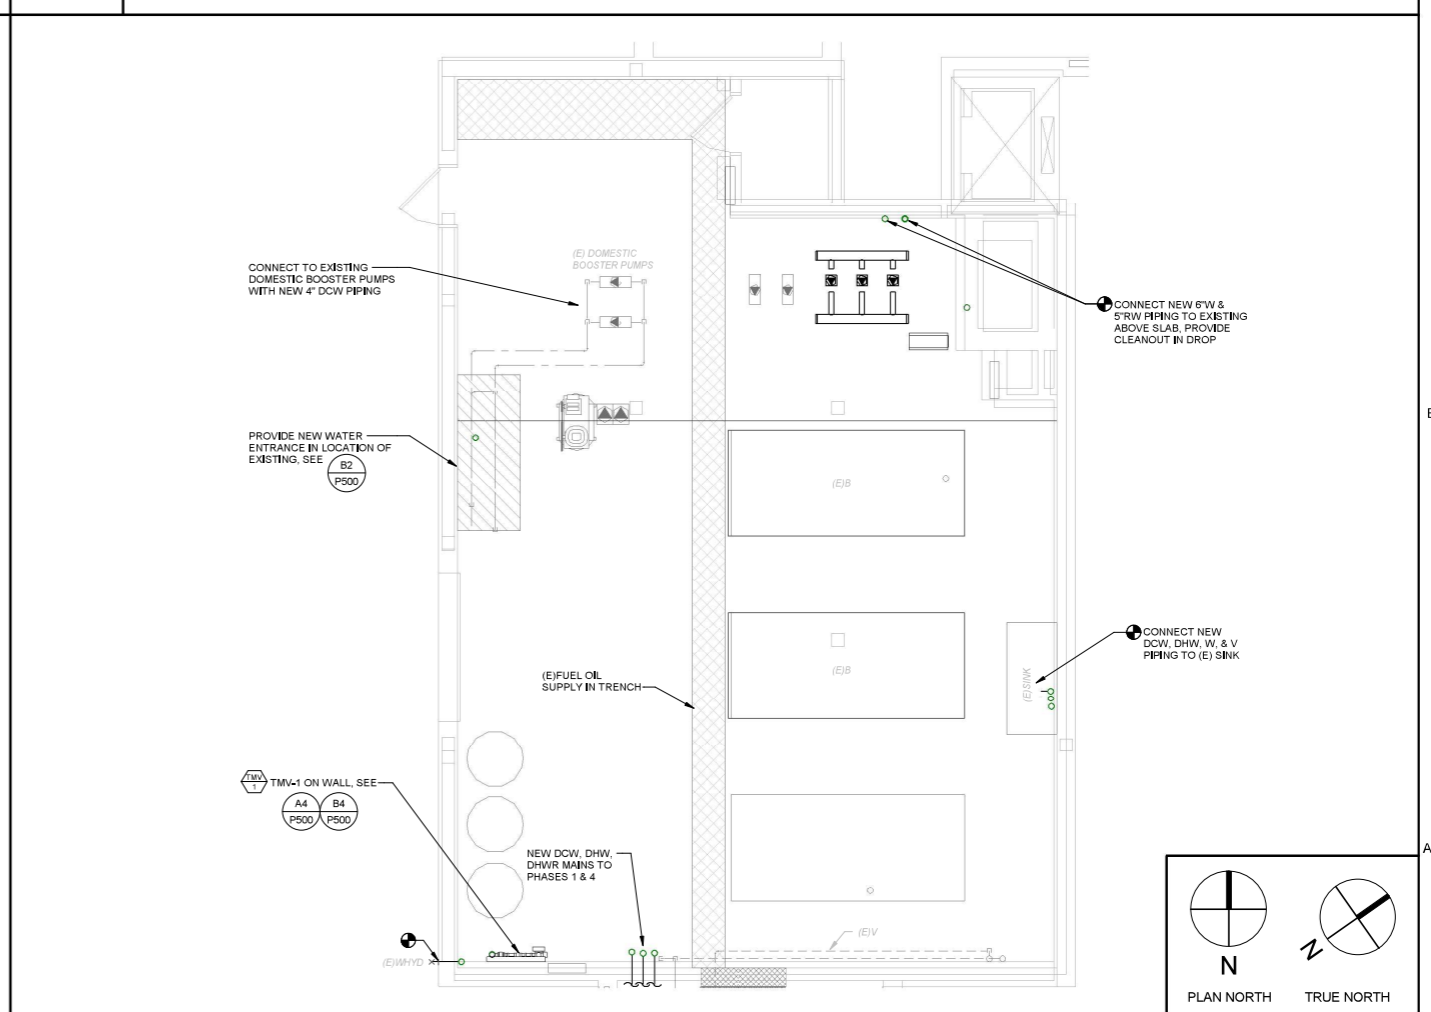 (E) DOMESTIC
BOOSTER PUMPS
CONNECT TO EXISTING
DOMESTIC BOOSTER PUMPS
WITH NEW 4" DCW PIPING
CONNECT NEW 6"W &
5"RW PIPING TO EXISTING
ABOVE SLAB, PROVIDE
CLEANOUT IN DROP
PROVIDE NEW WATER
ENTRANCE IN LOCATION OF
EXISTING, SEE
B2
P500
(E)B
CONNECT NEW
DCW, DHW, W, & V
PIPING TO (E) SINK
(E)SINK
(E)B
(E)FUEL OIL
SUPPLY IN TRENCH
TMV
1
TMV-1 ON WALL, SEE
A4
P500
B4
P500
NEW DCW, DHW,
DHWR MAINS TO
PHASES 1 & 4
(E)V
(E)WHYD
A
N
PLAN NORTH
N
TRUE NORTH